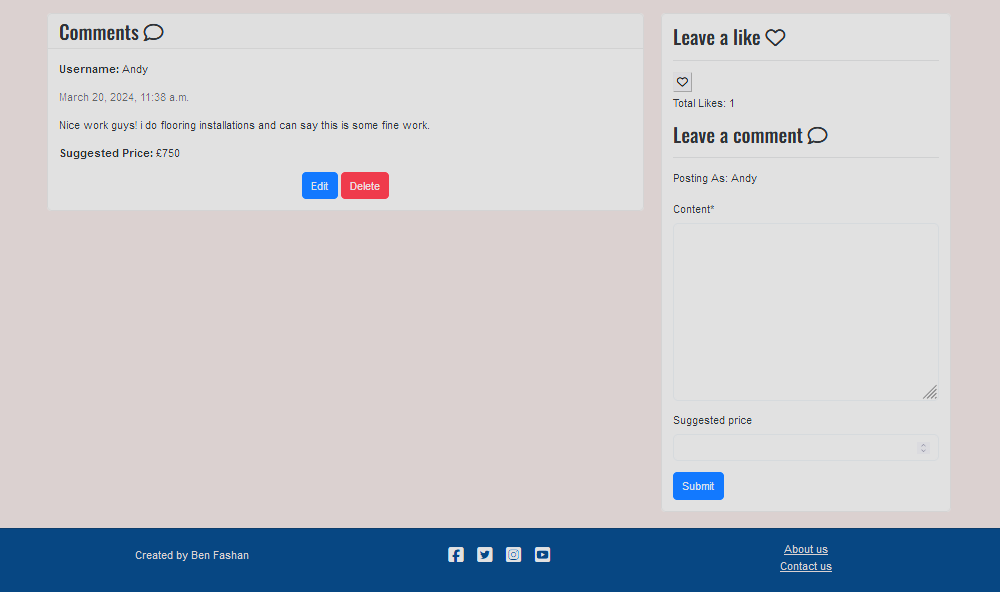 Comments
Username: Andy
March 20, 2024, 11:38 a.m.
Nice work guys! i do flooring installations and can say this is some fine work.
Suggested Price: £750
Edit Delete
Leave a like
Total Likes: 1
Leave a comment
Posting As: Andy
Content*
Suggested price
Submit
Created by Ben Fashan
About us
Contact us